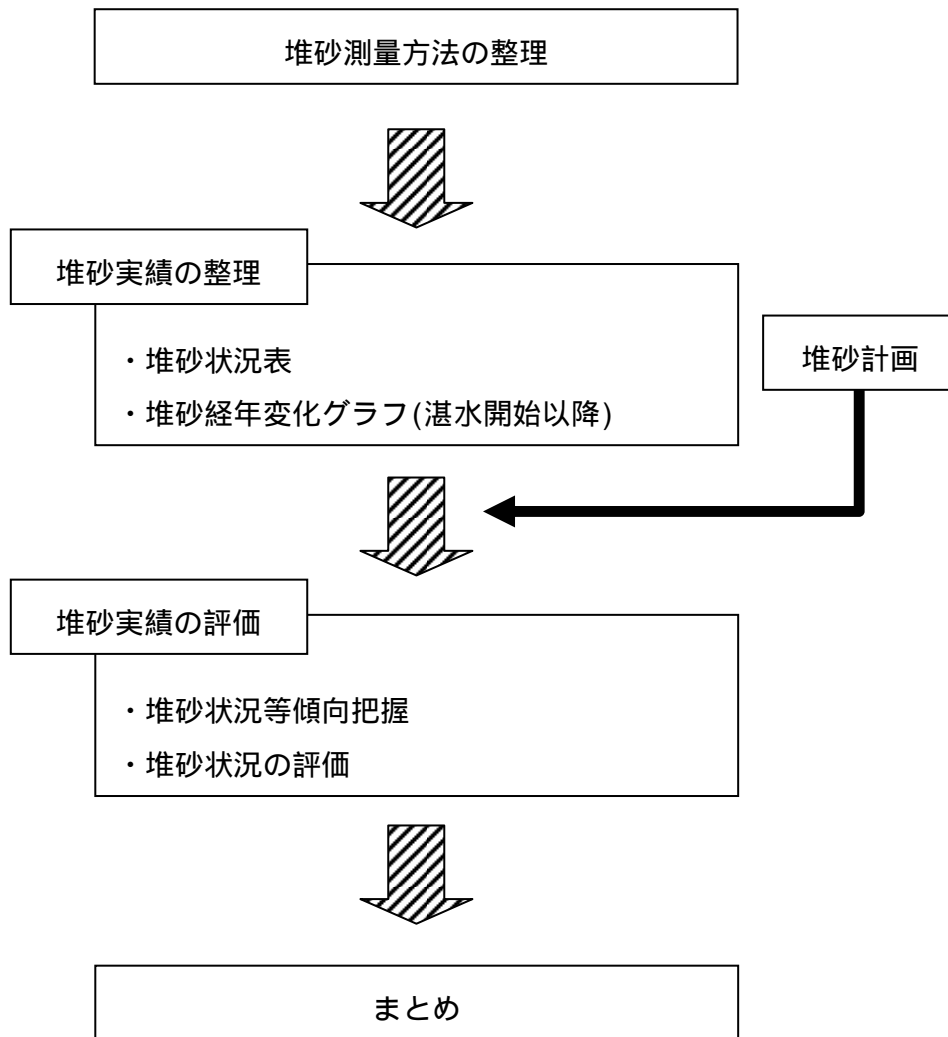 堆砂測量方法の整理
堆砂実績の整理
・堆砂状況表
・堆砂経年変化グラフ(湛水開始以降)
堆砂計画
堆砂実績の評価
・堆砂状況等傾向把握
・堆砂状況の評価
まとめ